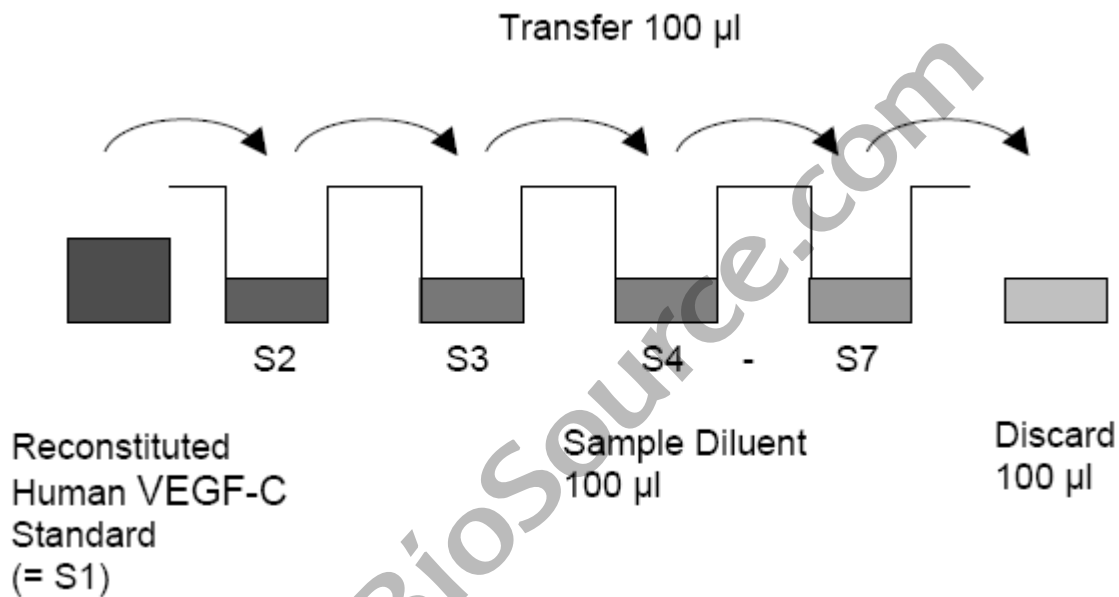 Transfer 100 µl
S2 S3 S4 - S7
Reconstituted
Human VEGF-C
Standard
(= S1)
Sample Diluent
100 µl
Discard
100 µl
BioSource.com